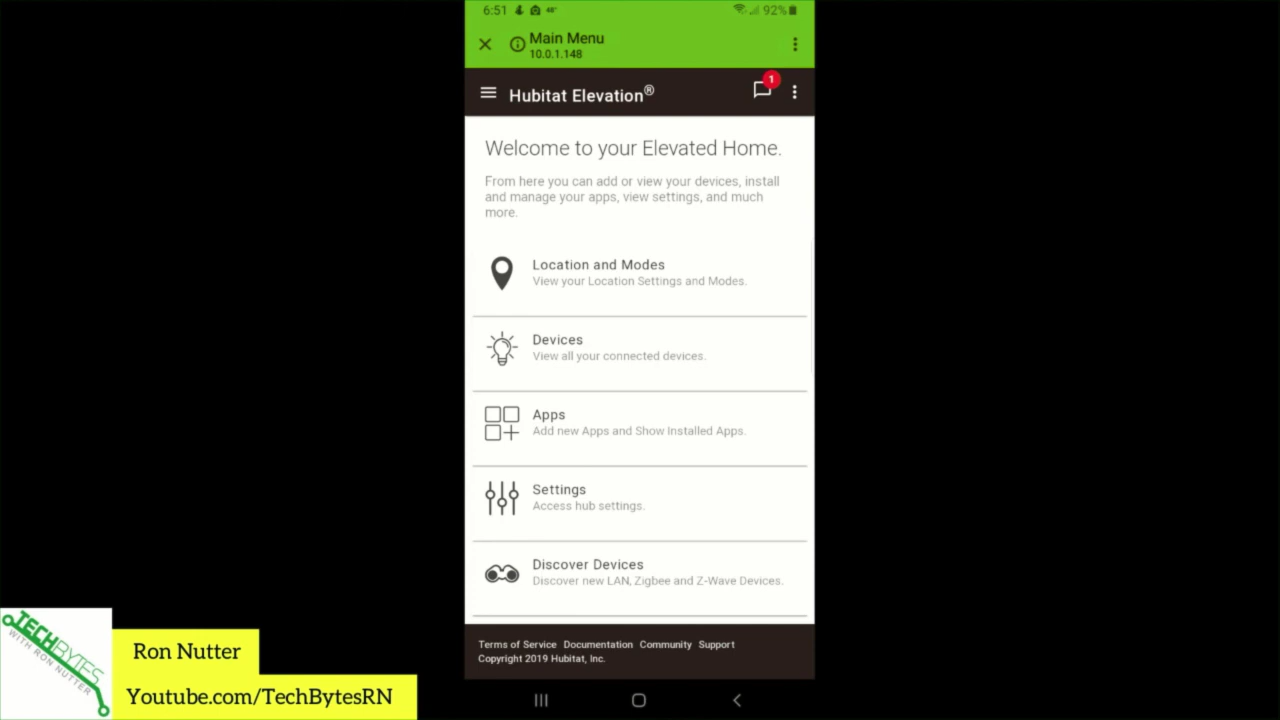 6:51 48° 92%
Main Menu
10.0.1.148
Hubitat Elevation®
1
Welcome to your Elevated Home.
From here you can add or view your devices, install
and manage your apps, view settings, and much
more.
Location and Modes
View your Location Settings and Modes.
Devices
View all your connected devices.
Apps
Add new Apps and Show Installed Apps.
Settings
Access hub settings.
Discover Devices
Discover new LAN, Zigbee and Z-Wave Devices.
Terms of Service Documentation Community Support
Copyright 2019 Hubitat, Inc.
TECHBYTES
WITH RON NUTTER
Ron Nutter
Youtube.com/TechBytesRN